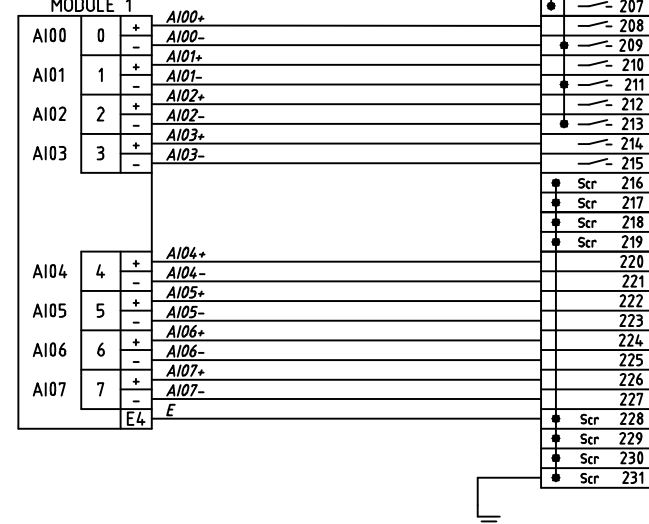 MODULE 1
207
AI00+ 208
AI00 0 + AI00- 209
- AI01+ 210
AI01 1 + AI01- 211
- AI02+ 212
AI02 2 + AI02- 213
- AI03+ 214
AI03 3 + AI03- 215
-
Scr 216
Scr 217
Scr 218
Scr 219
AI04+ 220
AI04 4 + AI04- 221
- AI05+ 222
AI05 5 + AI05- 223
- AI06+ 224
AI06 6 + AI06- 225
- AI07+ 226
AI07 7 + AI07- 227
-
E4 E Scr 228
Scr 229
Scr 230
Scr 231